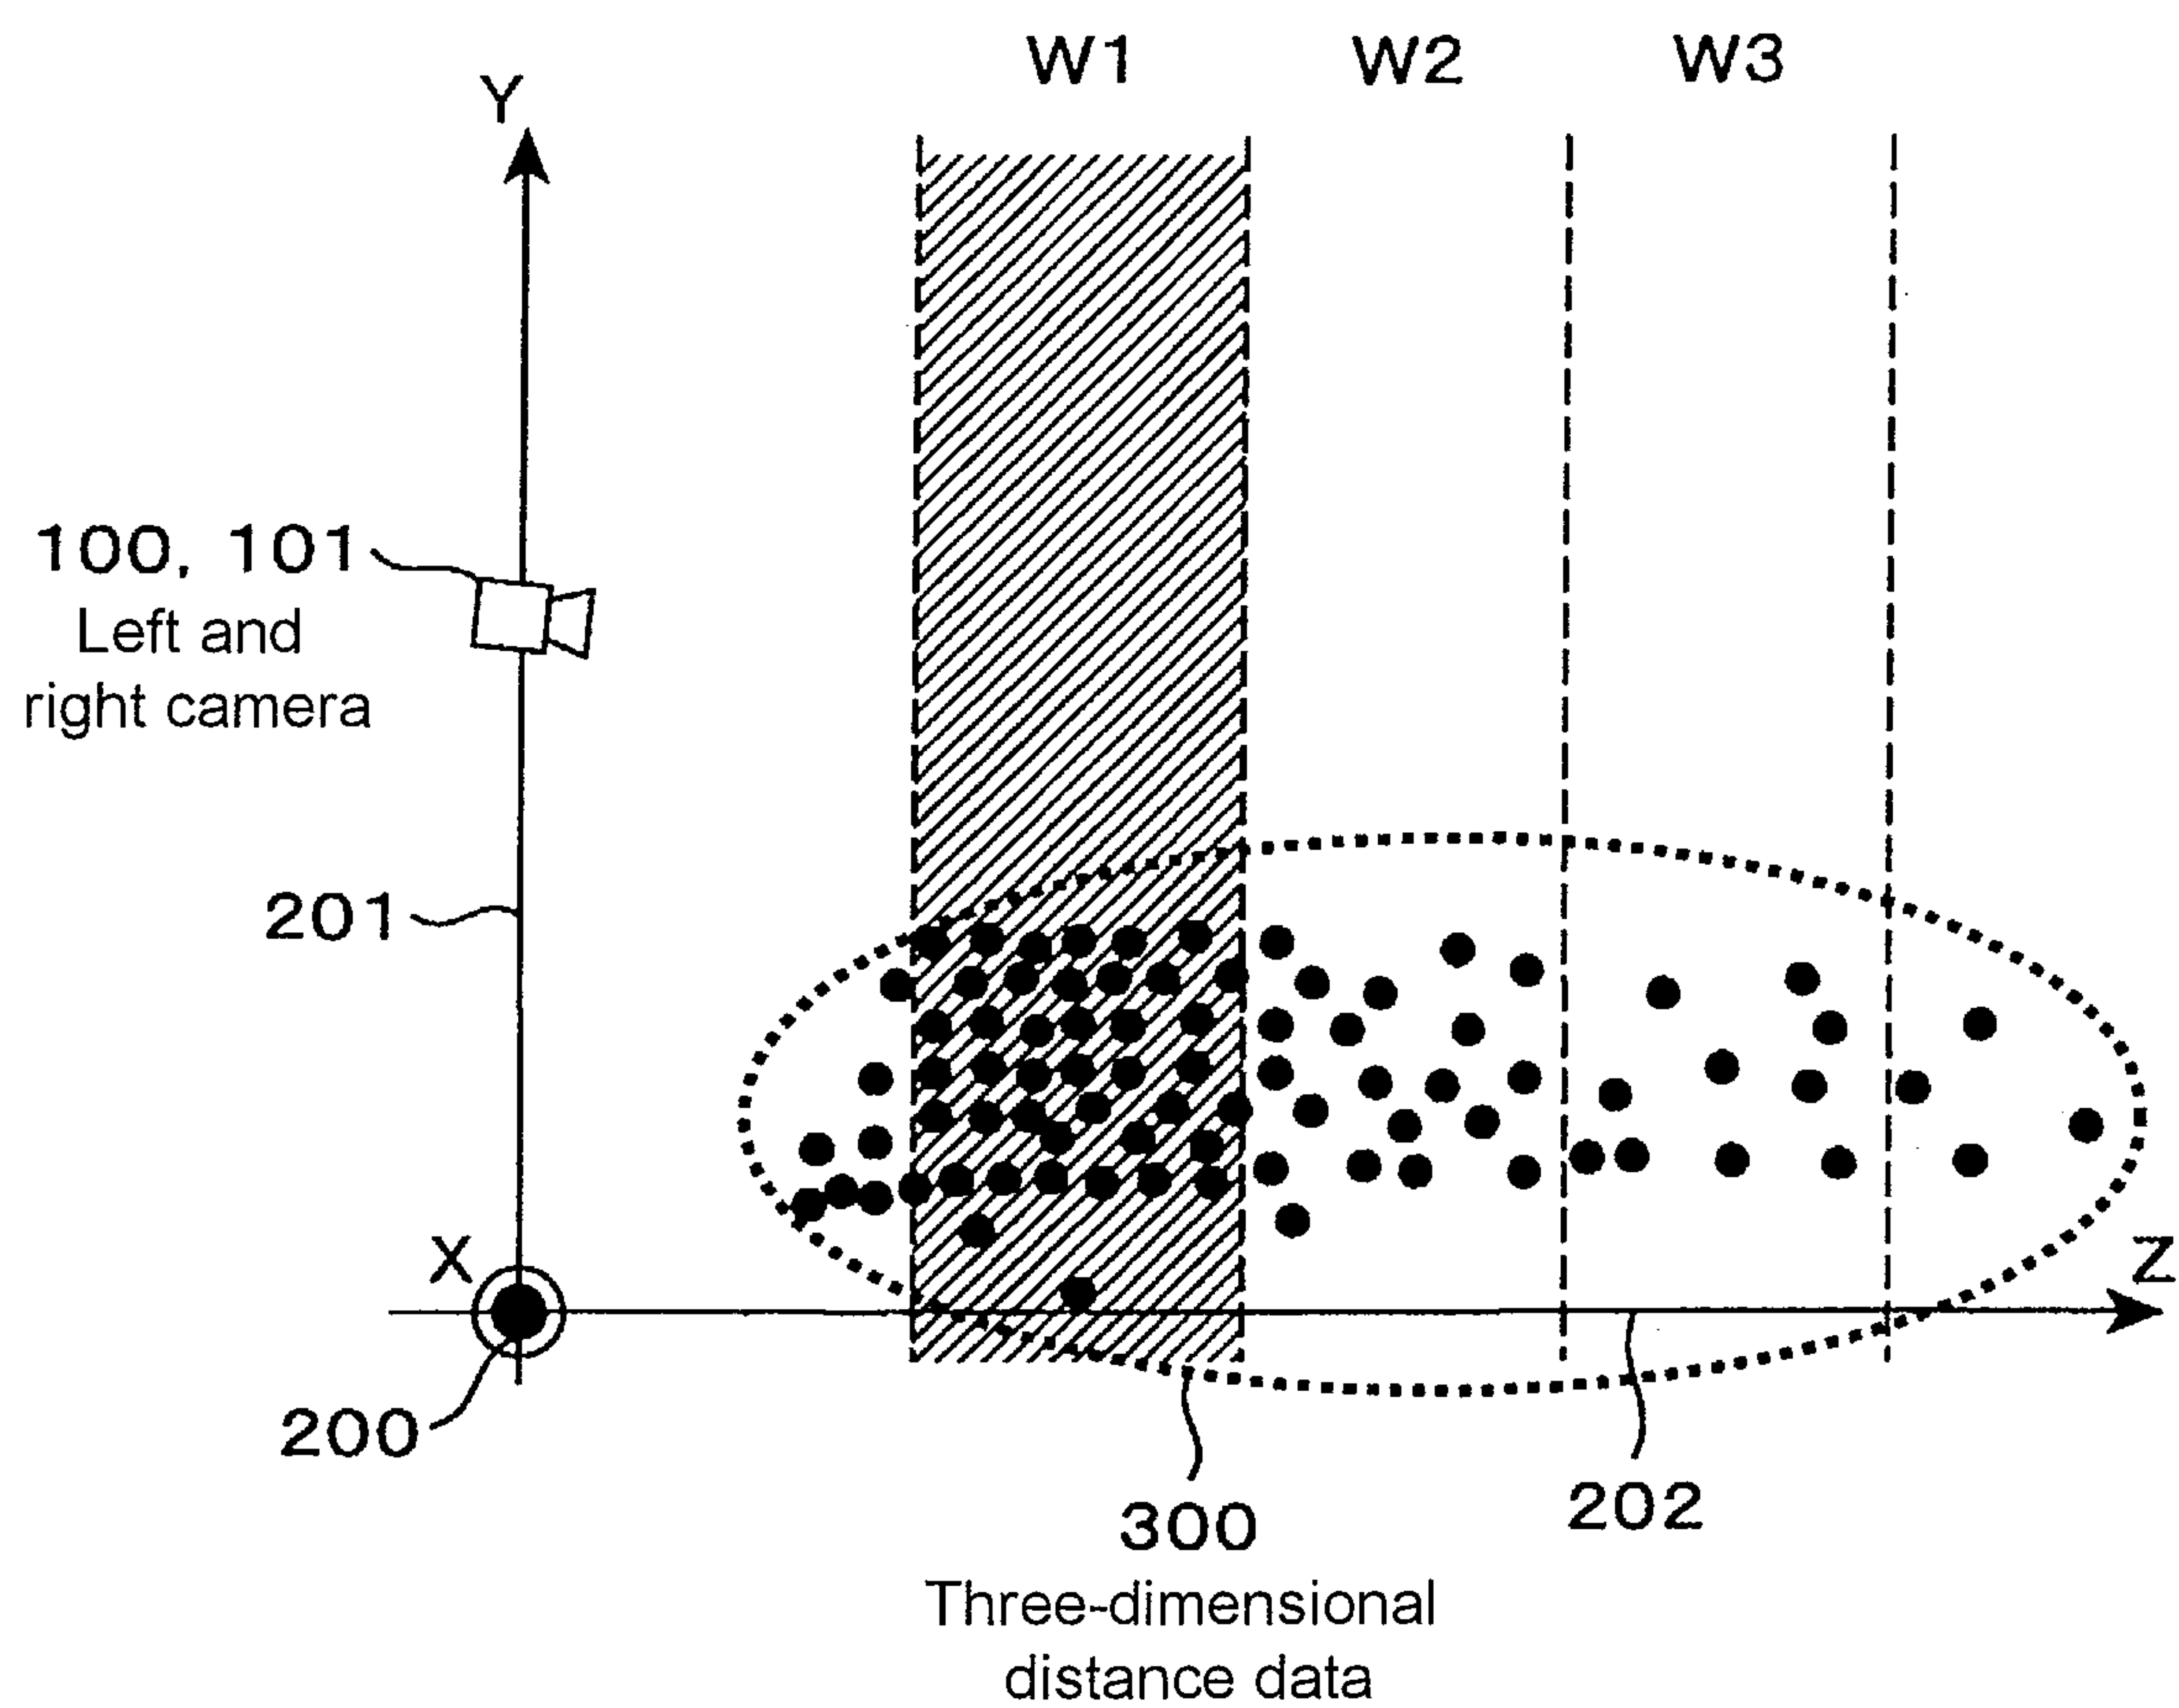 W1 W2 W3
Y
100, 101
Left and
right camera
201
X
Z
200
300
Three-dimensional
distance data
202